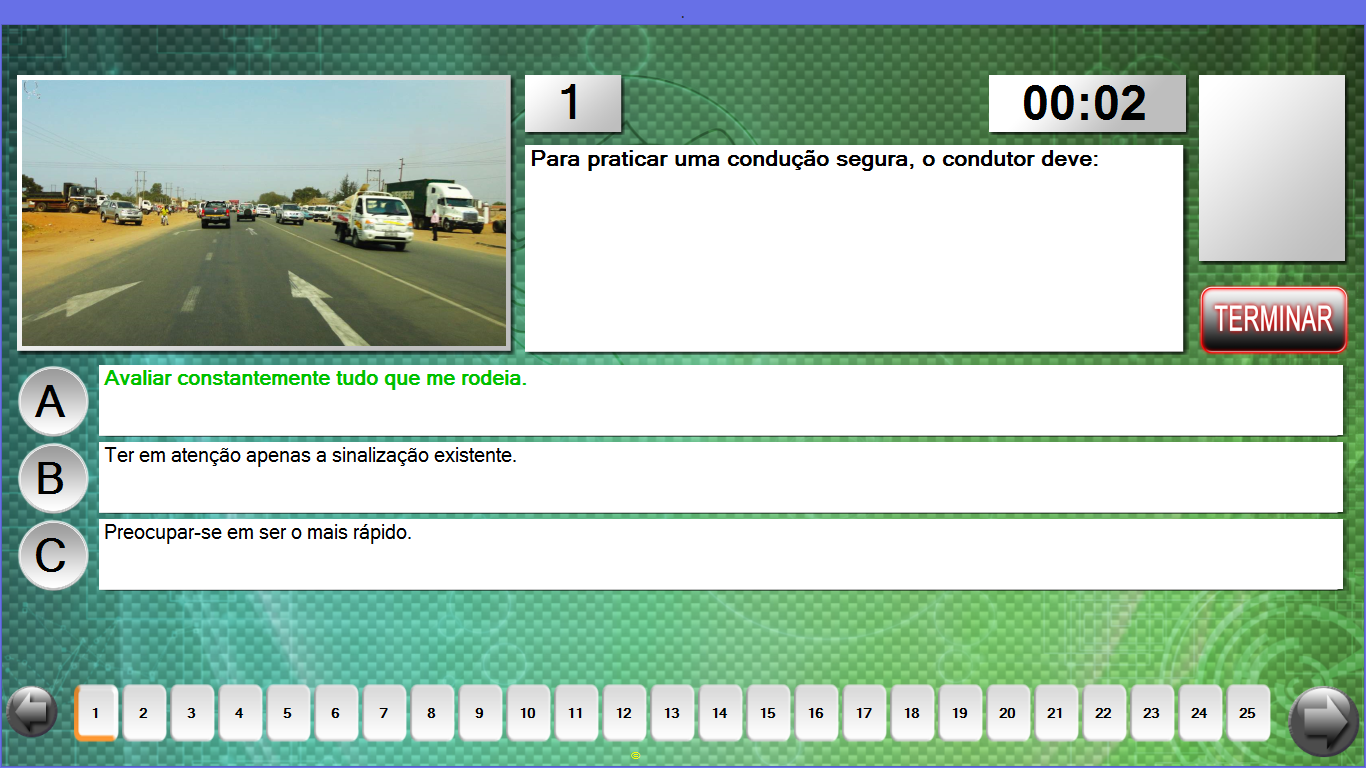 1
00:02
Para praticar uma condução segura, o condutor deve:
TERMINAR
A
Avaliar constantemente tudo que me rodeia.
B
Ter em atenção apenas a sinalização existente.
C
Preocupar-se em ser o mais rápido.
1 2 3 4 5 6 7 8 9 10 11 12 13 14 15 16 17 18 19 20 21 22 23 24 25